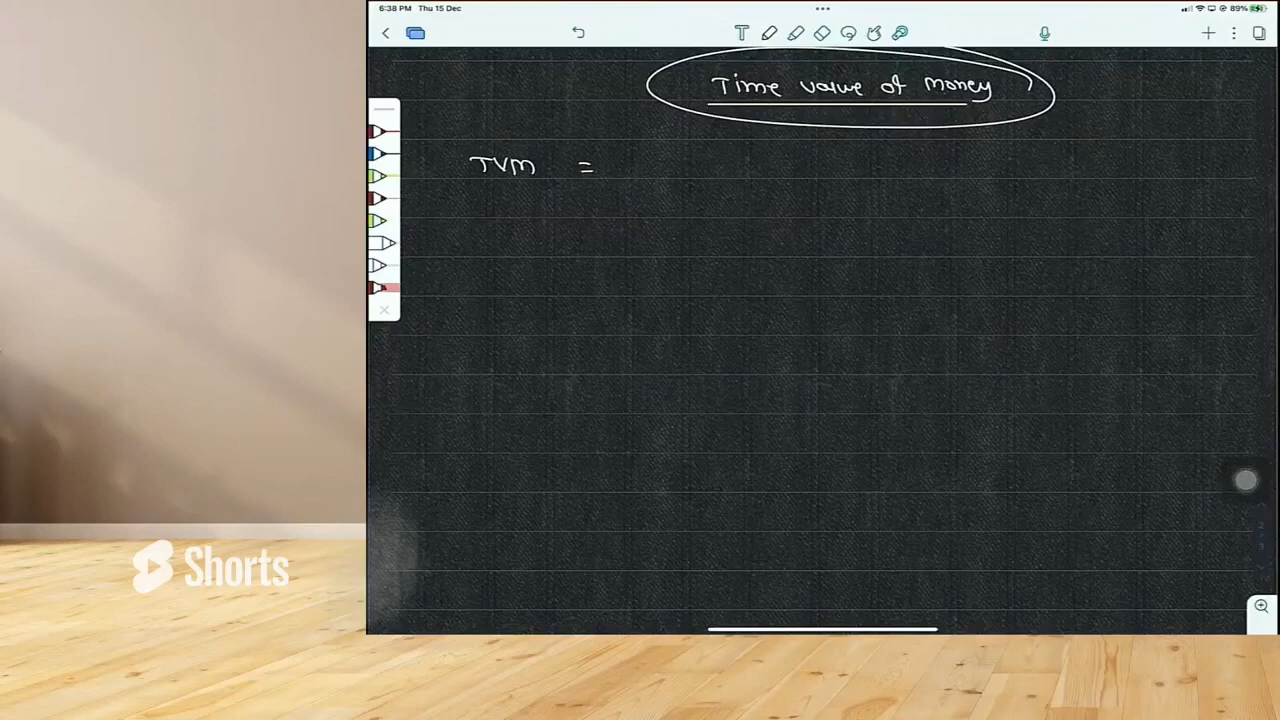 6:38 PM Thu 15 Dec
89%
T
Time value of money
TVM =
Shorts